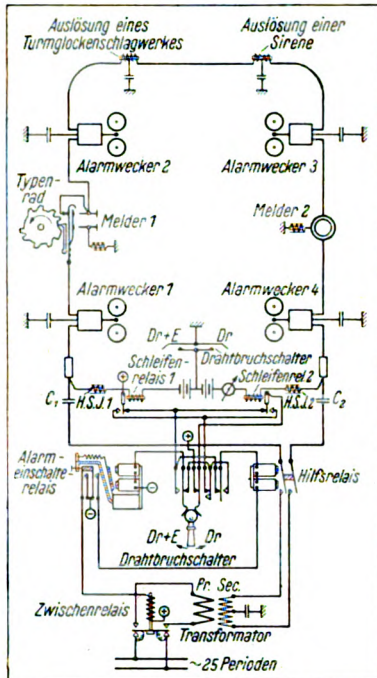 Auslösung eines
Turmglockenschlagwerkes
Auslösung einer
Sirene
Alarmwecker 2
Alarmwecker 3
Typen-
rad
Melder 1
Melder 2
Alarmwecker 1
Alarmwecker 4
Dr+E
Dr
Schleifen-
relais 1
Drahtbruchschalter
Schleifenrel.2
C1
H.S.J.1
H.S.J.2
C2
Alarm-
einschalte-
relais
Hilfsrelais
Dr+E
Dr
Drahtbruchschalter
Pr.
Sec.
Zwischenrelais
Transformator
~25 Perioden